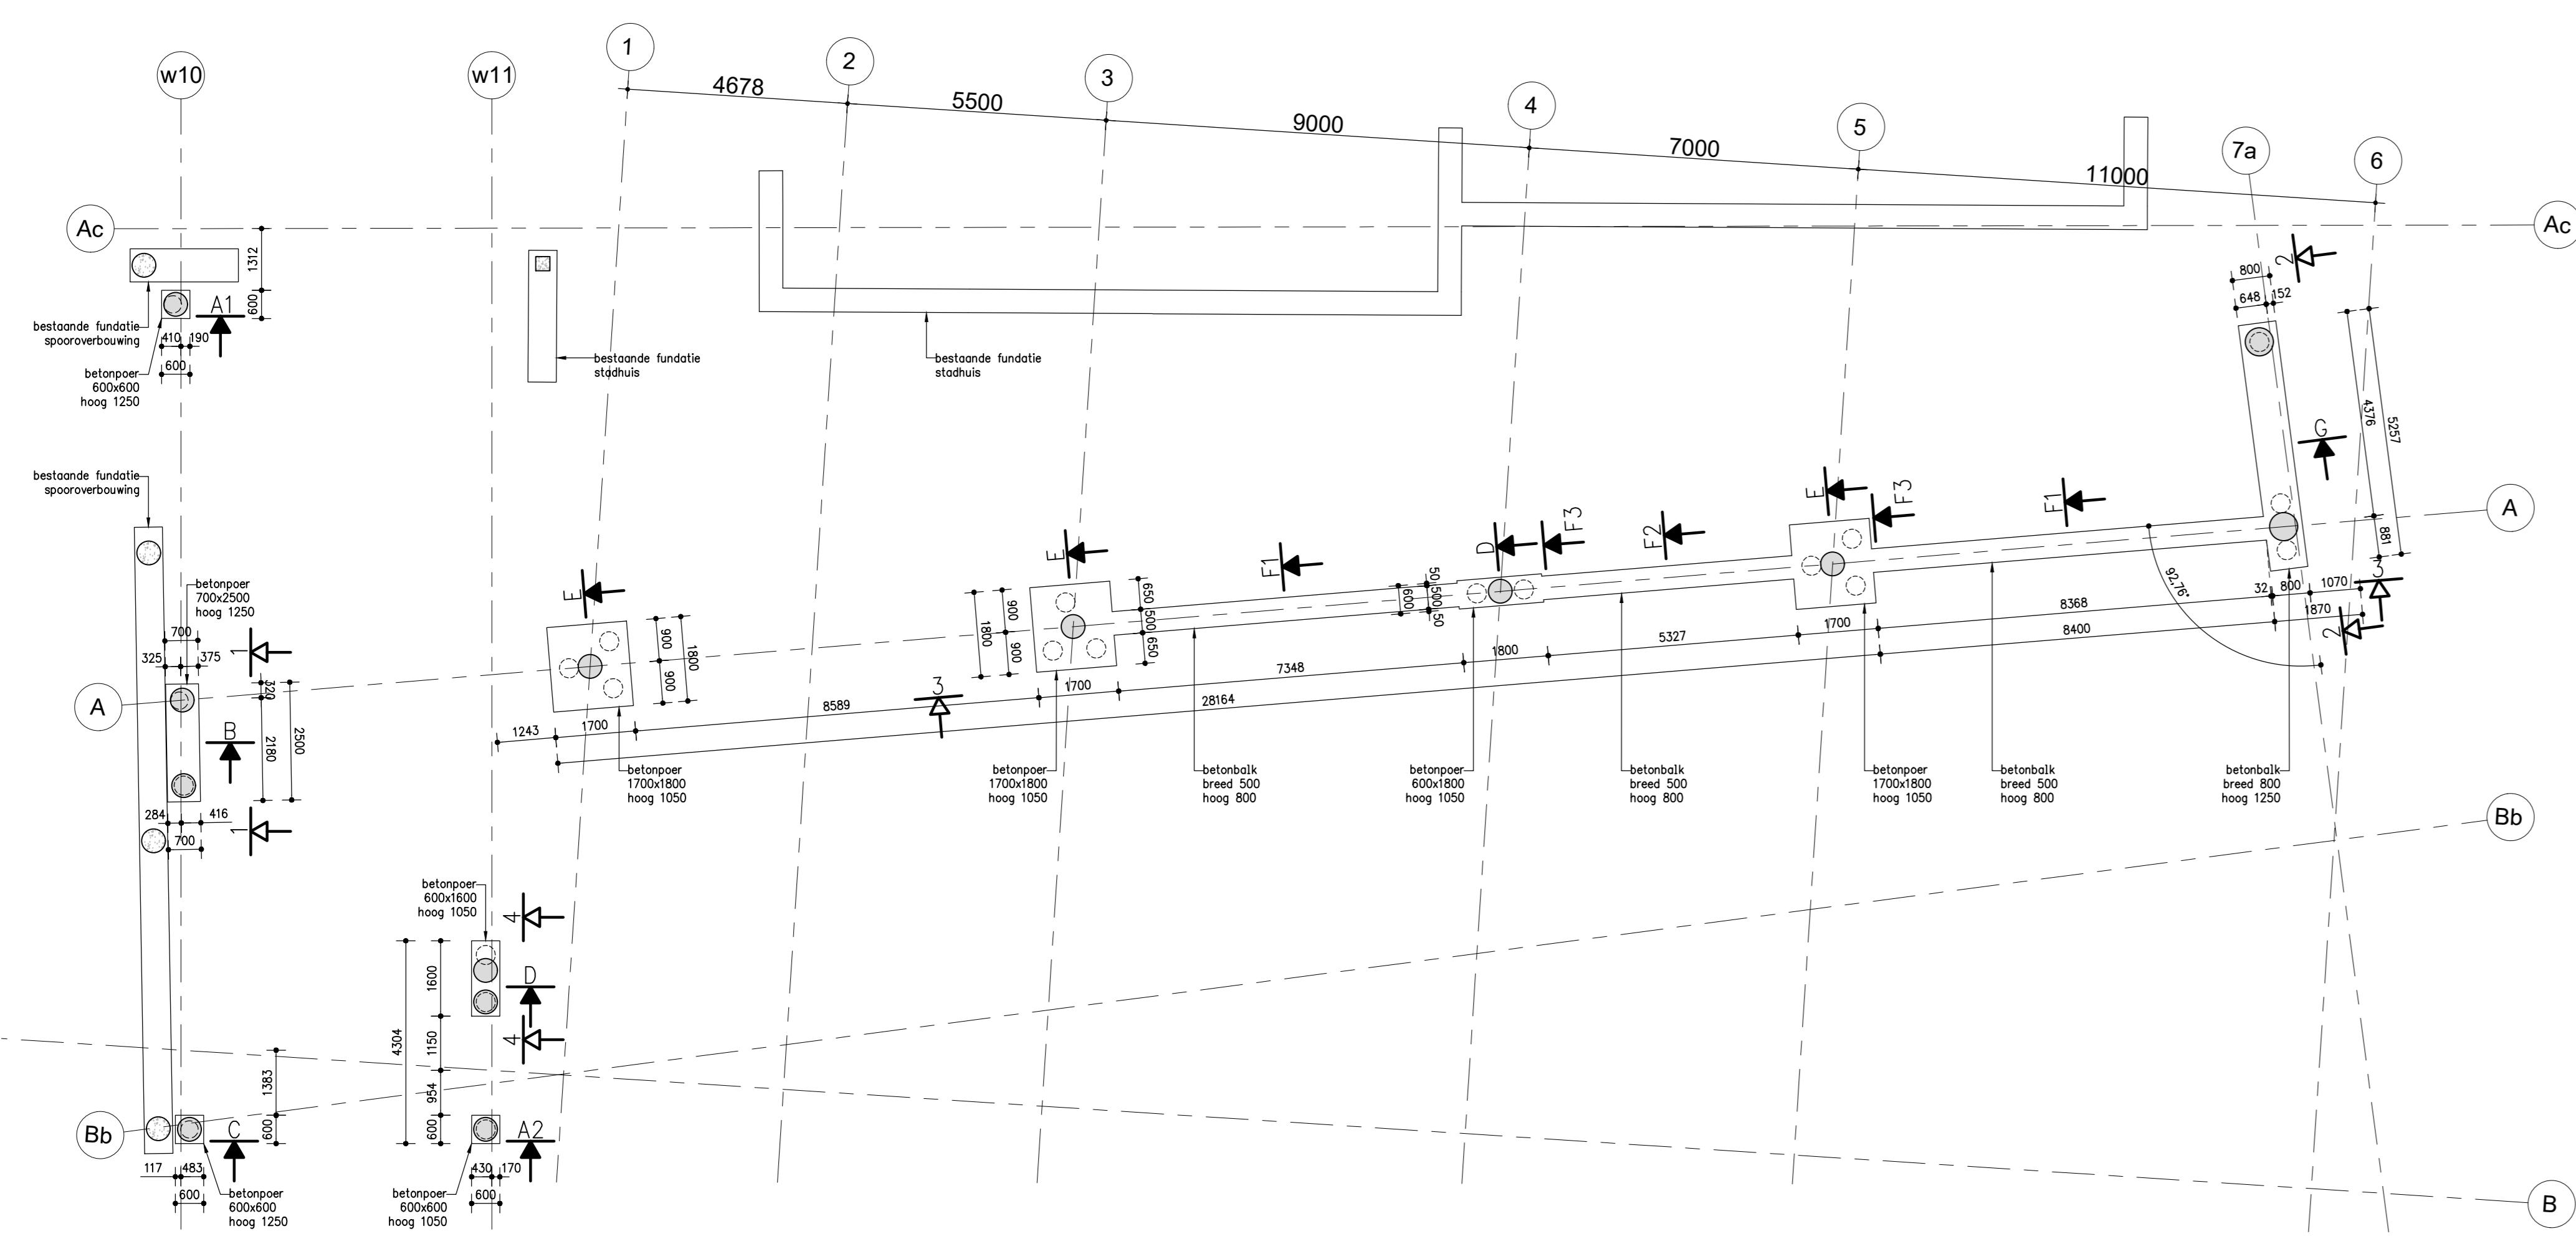 w10
w11
1
2
3
4
5
7a
6
4678
5500
9000
7000
11000
Ac
Ac
1312
600
A1
bestaande fundatie
spooroverbouwing
410
190
600
betonpoer
600x600
hoog 1250
bestaande fundatie
stadhuis
bestaande fundatie
stadhuis
800
648
152
2
4376
5257
G
881
A
bestaande fundatie
spooroverbouwing
betonpoer
700x2500
hoog 1250
700
325
375
1
320
2180
2500
A
B
284
416
700
1
E
900
900
1800
E
900
900
1800
650
500
650
F1
50
500
50
600
D
F3
F2
E
F3
F1
92,76°
3
2
32
800
1070
1870
8368
8400
1700
5327
1800
7348
1700
28164
8589
3
1700
1243
betonpoer
1700x1800
hoog 1050
betonpoer
1700x1800
hoog 1050
betonbalk
breed 500
hoog 800
betonpoer
600x1800
hoog 1050
betonbalk
breed 500
hoog 800
betonpoer
1700x1800
hoog 1050
betonbalk
breed 500
hoog 800
betonbalk
breed 800
hoog 1250
Bb
betonpoer
600x1600
hoog 1050
4
1600
D
4
4304
1150
954
600
1383
600
Bb
C
A2
117
483
600
betonpoer
600x600
hoog 1250
430
170
600
betonpoer
600x600
hoog 1050
B